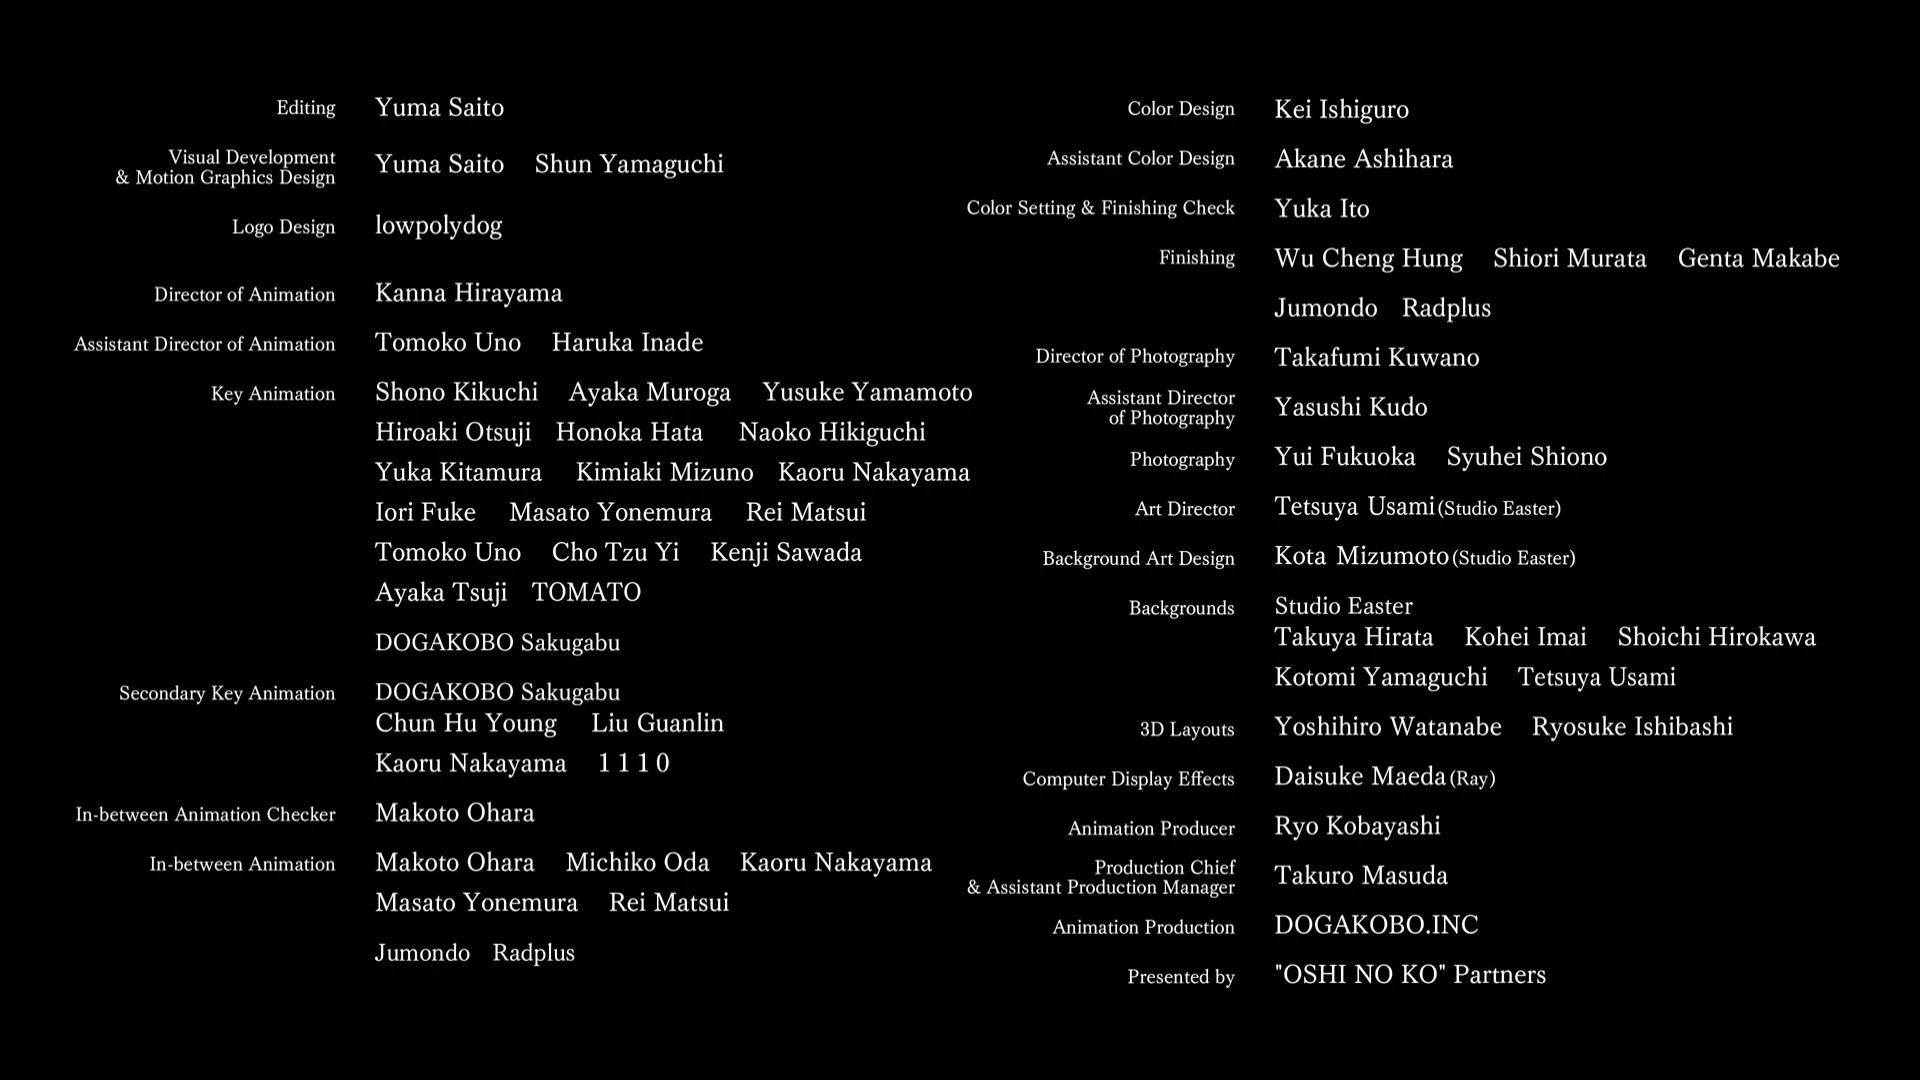 Editing Yuma Saito
Visual Development
& Motion Graphics Design
Yuma Saito Shun Yamaguchi
Logo Design lowpolydog
Director of Animation Kanna Hirayama
Assistant Director of Animation Tomoko Uno Haruka Inade
Key Animation Shono Kikuchi Ayaka Muroga Yusuke Yamamoto
Hiroaki Otsuji Honoka Hata Naoko Hikiguchi
Yuka Kitamura Kimiaki Mizuno Kaoru Nakayama
Iori Fuke Masato Yonemura Rei Matsui
Tomoko Uno Cho Tzu Yi Kenji Sawada
Ayaka Tsuji TOMATO
DOGAKOBO Sakugabu
Secondary Key Animation DOGAKOBO Sakugabu
Chun Hu Young Liu Guanlin
Kaoru Nakayama 1110
In-between Animation Checker Makoto Ohara
In-between Animation Makoto Ohara Michiko Oda Kaoru Nakayama
Masato Yonemura Rei Matsui
Jumondo Radplus
Color Design Kei Ishiguro
Assistant Color Design Akane Ashihara
Color Setting & Finishing Check Yuka Ito
Finishing Wu Cheng Hung Shiori Murata Genta Makabe
Jumondo Radplus
Director of Photography Takafumi Kuwano
Assistant Director
of Photography
Yasushi Kudo
Photography Yui Fukuoka Syuhei Shiono
Art Director Tetsuya Usami(Studio Easter)
Background Art Design Kota Mizumoto(Studio Easter)
Backgrounds Studio Easter
Takuya Hirata Kohei Imai Shoichi Hirokawa
Kotomi Yamaguchi Tetsuya Usami
3D Layouts Yoshihiro Watanabe Ryosuke Ishibashi
Computer Display Effects Daisuke Maeda(Ray)
Animation Producer Ryo Kobayashi
Production Chief
& Assistant Production Manager
Takuro Masuda
Animation Production DOGAKOBO.INC
Presented by "OSHI NO KO" Partners